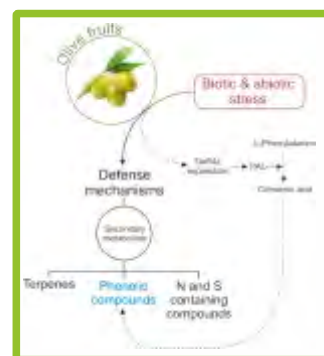 Olive fruits
Biotic & abiotic
stress
L-Phenylalanine
expression
PAL
Cinnamic acid
Defense
mechanisms
Secondary
metabolites
Terpenes
Phenolic
compounds
N and S
containing
compounds